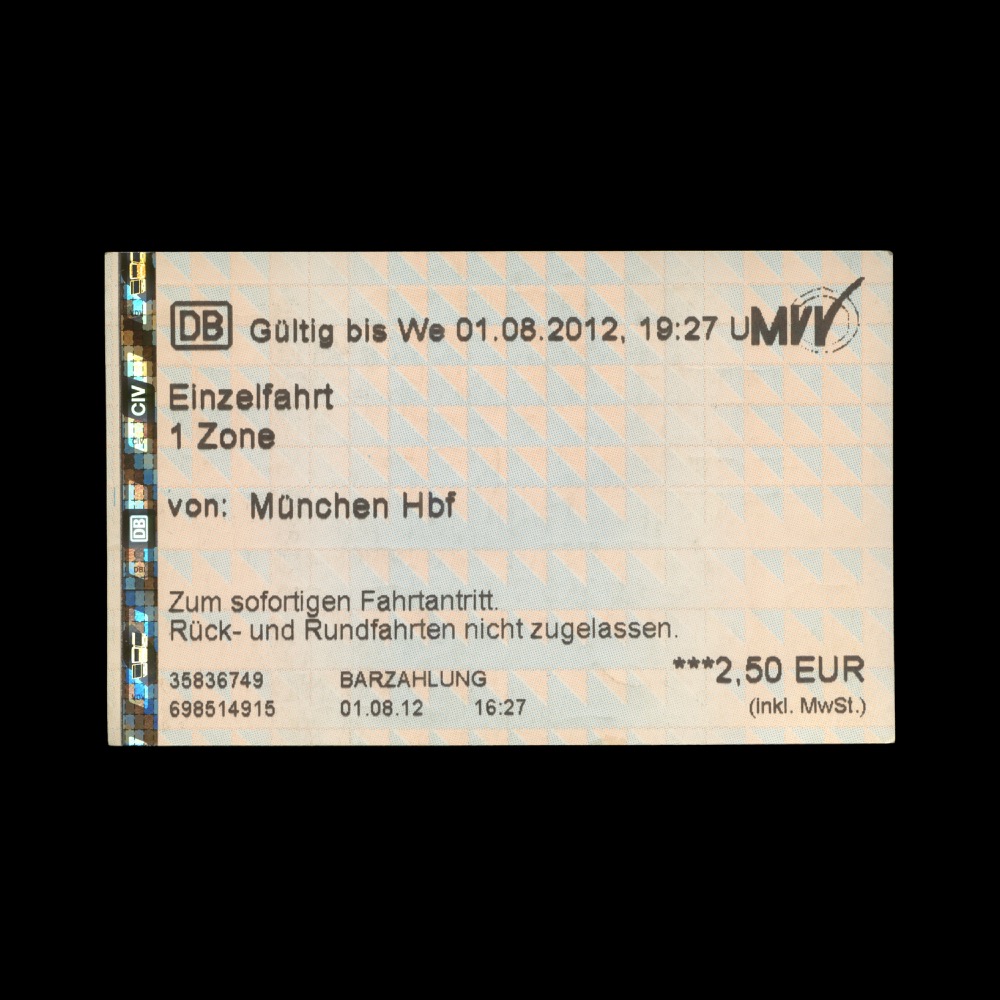 DB Gültig bis We 01.08.2012, 19:27 U MVV
Einzelfahrt
1 Zone
von: München Hbf
Zum sofortigen Fahrtantritt.
Rück- und Rundfahrten nicht zugelassen.
***2,50 EUR
35836749 BARZAHLUNG
698514915 01.08.12 16:27 (inkl. MwSt.)
CIV
DB